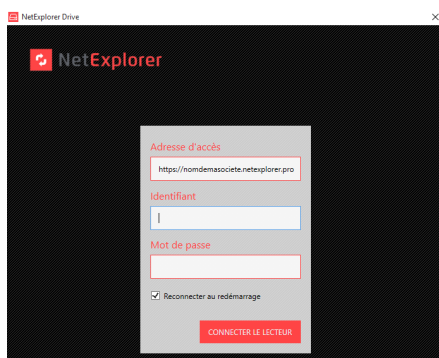 NetExplorer Drive
NetExplorer
Adresse d'accès
https://nomdemasociete.netexplorer.pro
Identifiant
Mot de passe
Reconnecter au redémarrage
CONNECTER LE LECTEUR